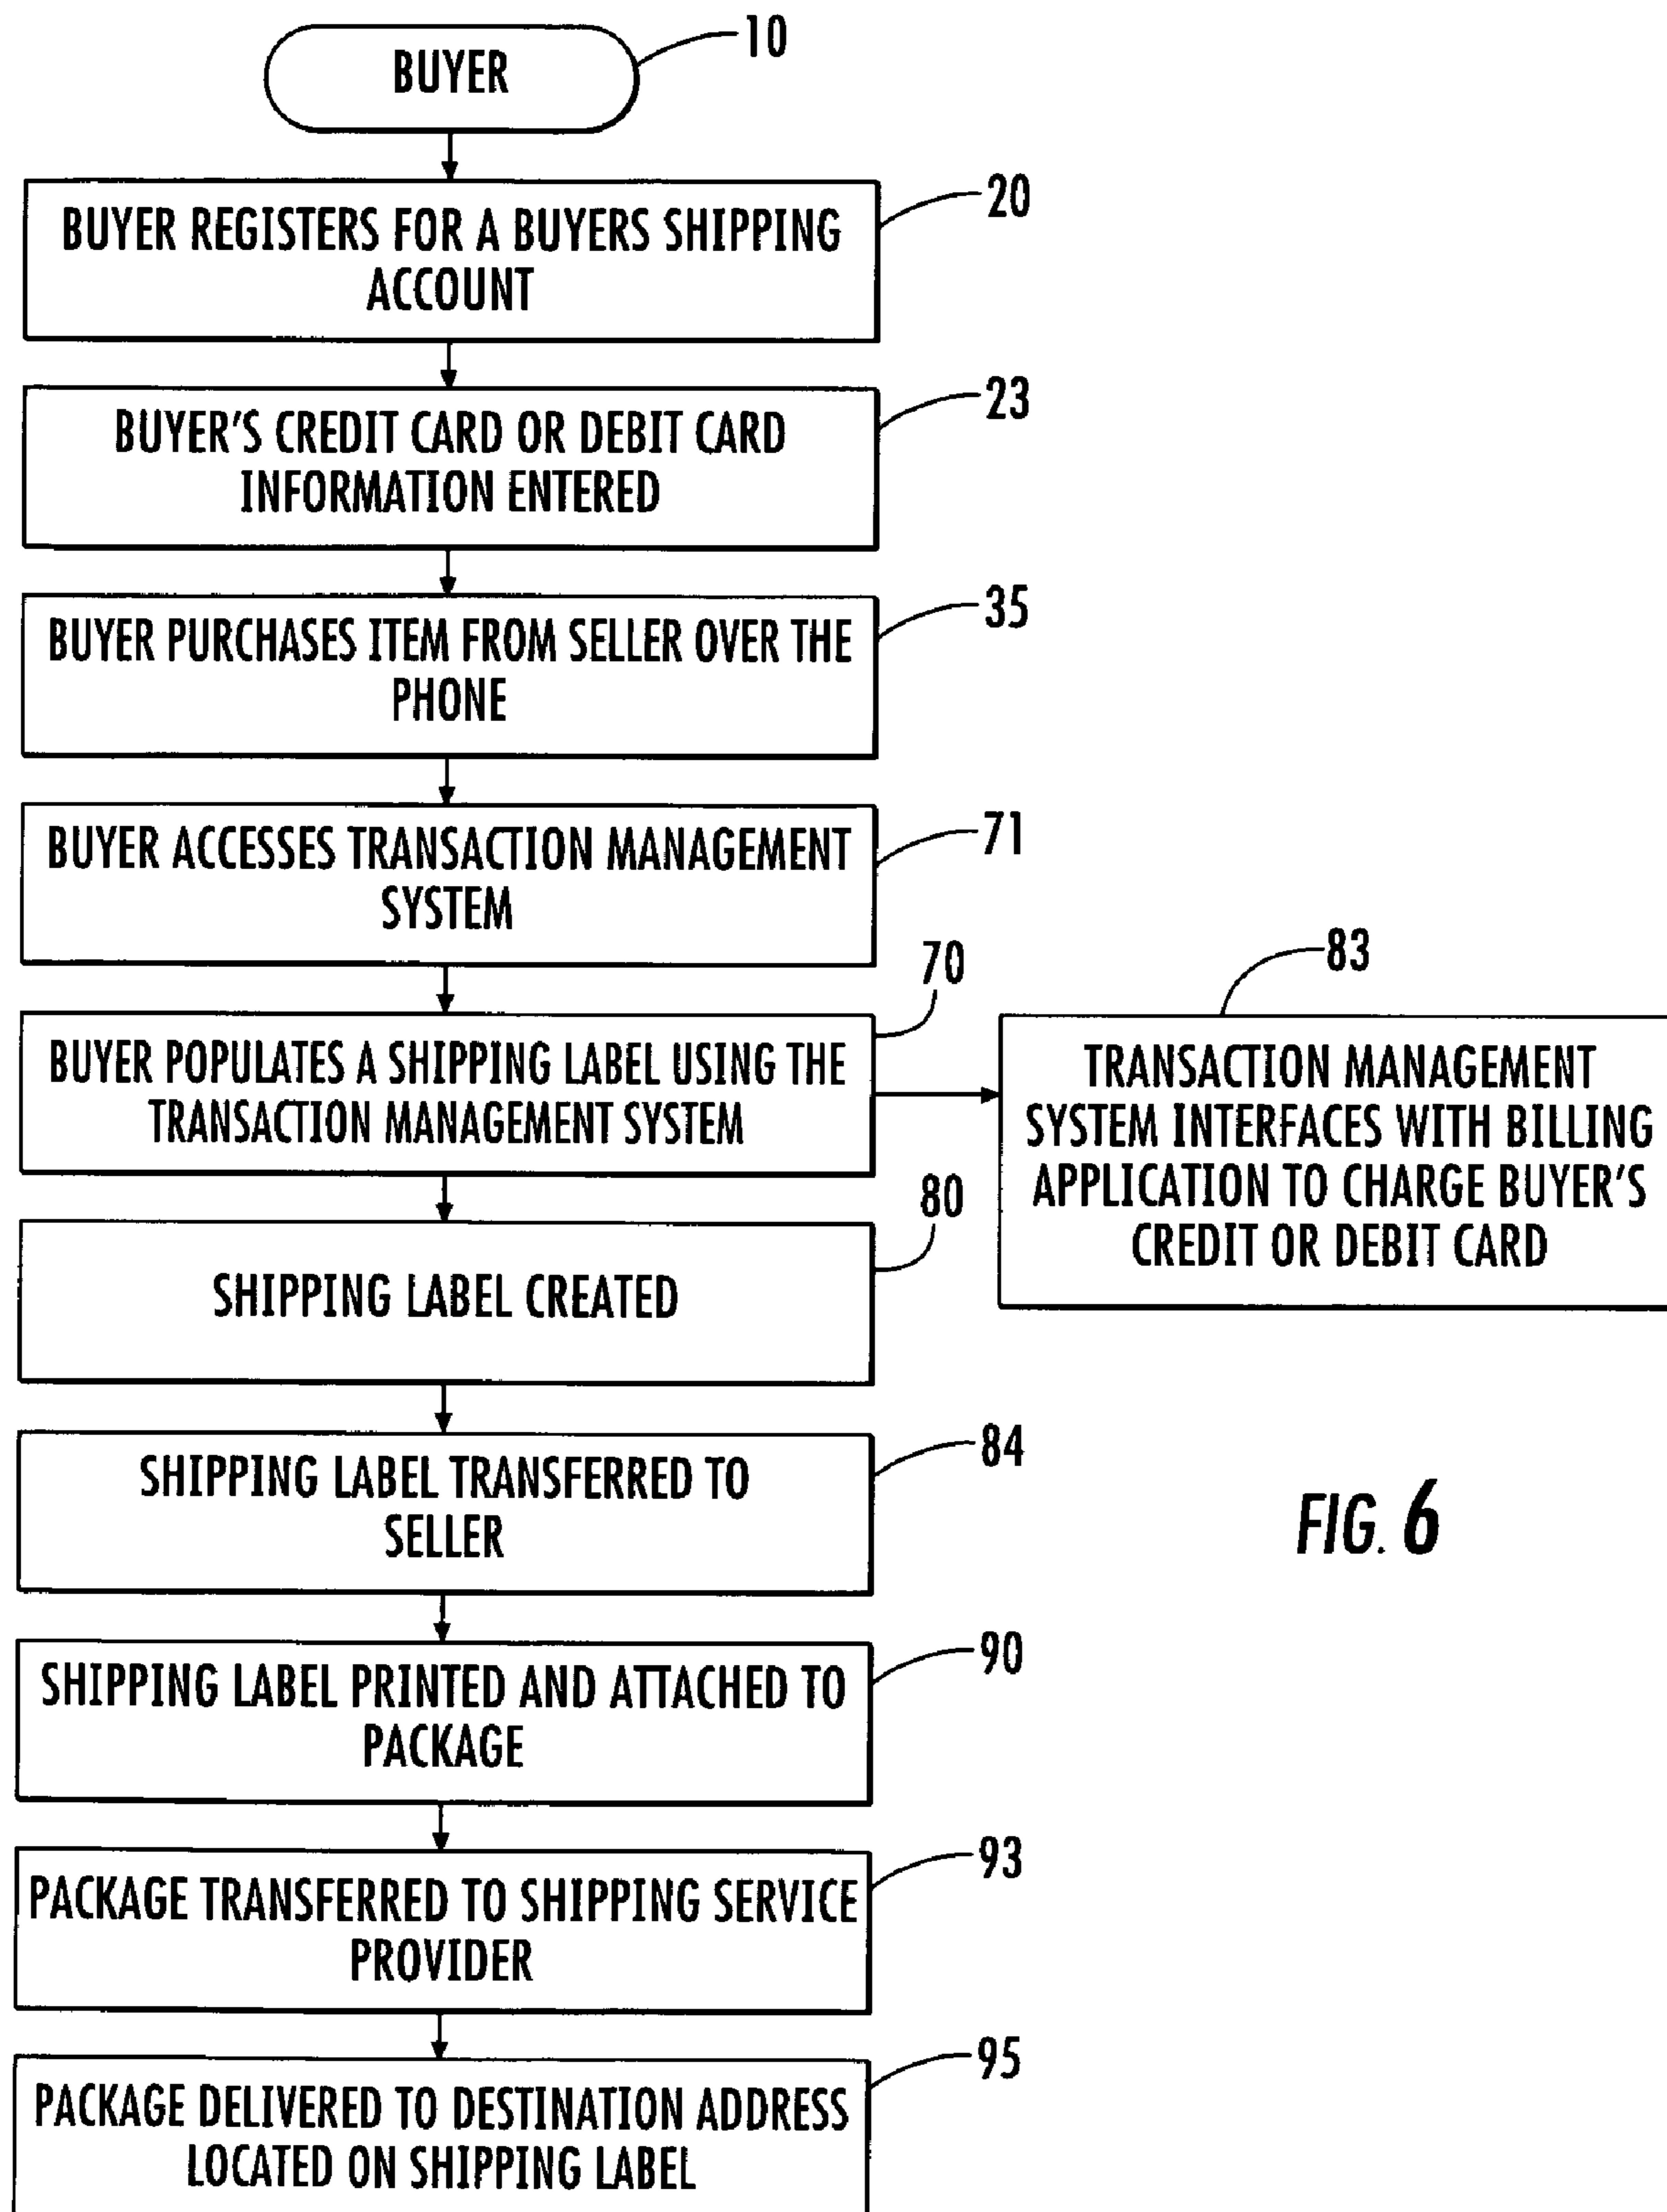 BUYER
10
BUYER REGISTERS FOR A BUYERS SHIPPING
ACCOUNT
20
BUYER'S CREDIT CARD OR DEBIT CARD
INFORMATION ENTERED
23
BUYER PURCHASES ITEM FROM SELLER OVER THE
PHONE
35
BUYER ACCESSES TRANSACTION MANAGEMENT
SYSTEM
71
BUYER POPULATES A SHIPPING LABEL USING THE
TRANSACTION MANAGEMENT SYSTEM
70
TRANSACTION MANAGEMENT
SYSTEM INTERFACES WITH BILLING
APPLICATION TO CHARGE BUYER'S
CREDIT OR DEBIT CARD
83
SHIPPING LABEL CREATED
80
SHIPPING LABEL TRANSFERRED TO
SELLER
84
FIG. 6
SHIPPING LABEL PRINTED AND ATTACHED TO
PACKAGE
90
PACKAGE TRANSFERRED TO SHIPPING SERVICE
PROVIDER
93
PACKAGE DELIVERED TO DESTINATION ADDRESS
LOCATED ON SHIPPING LABEL
95